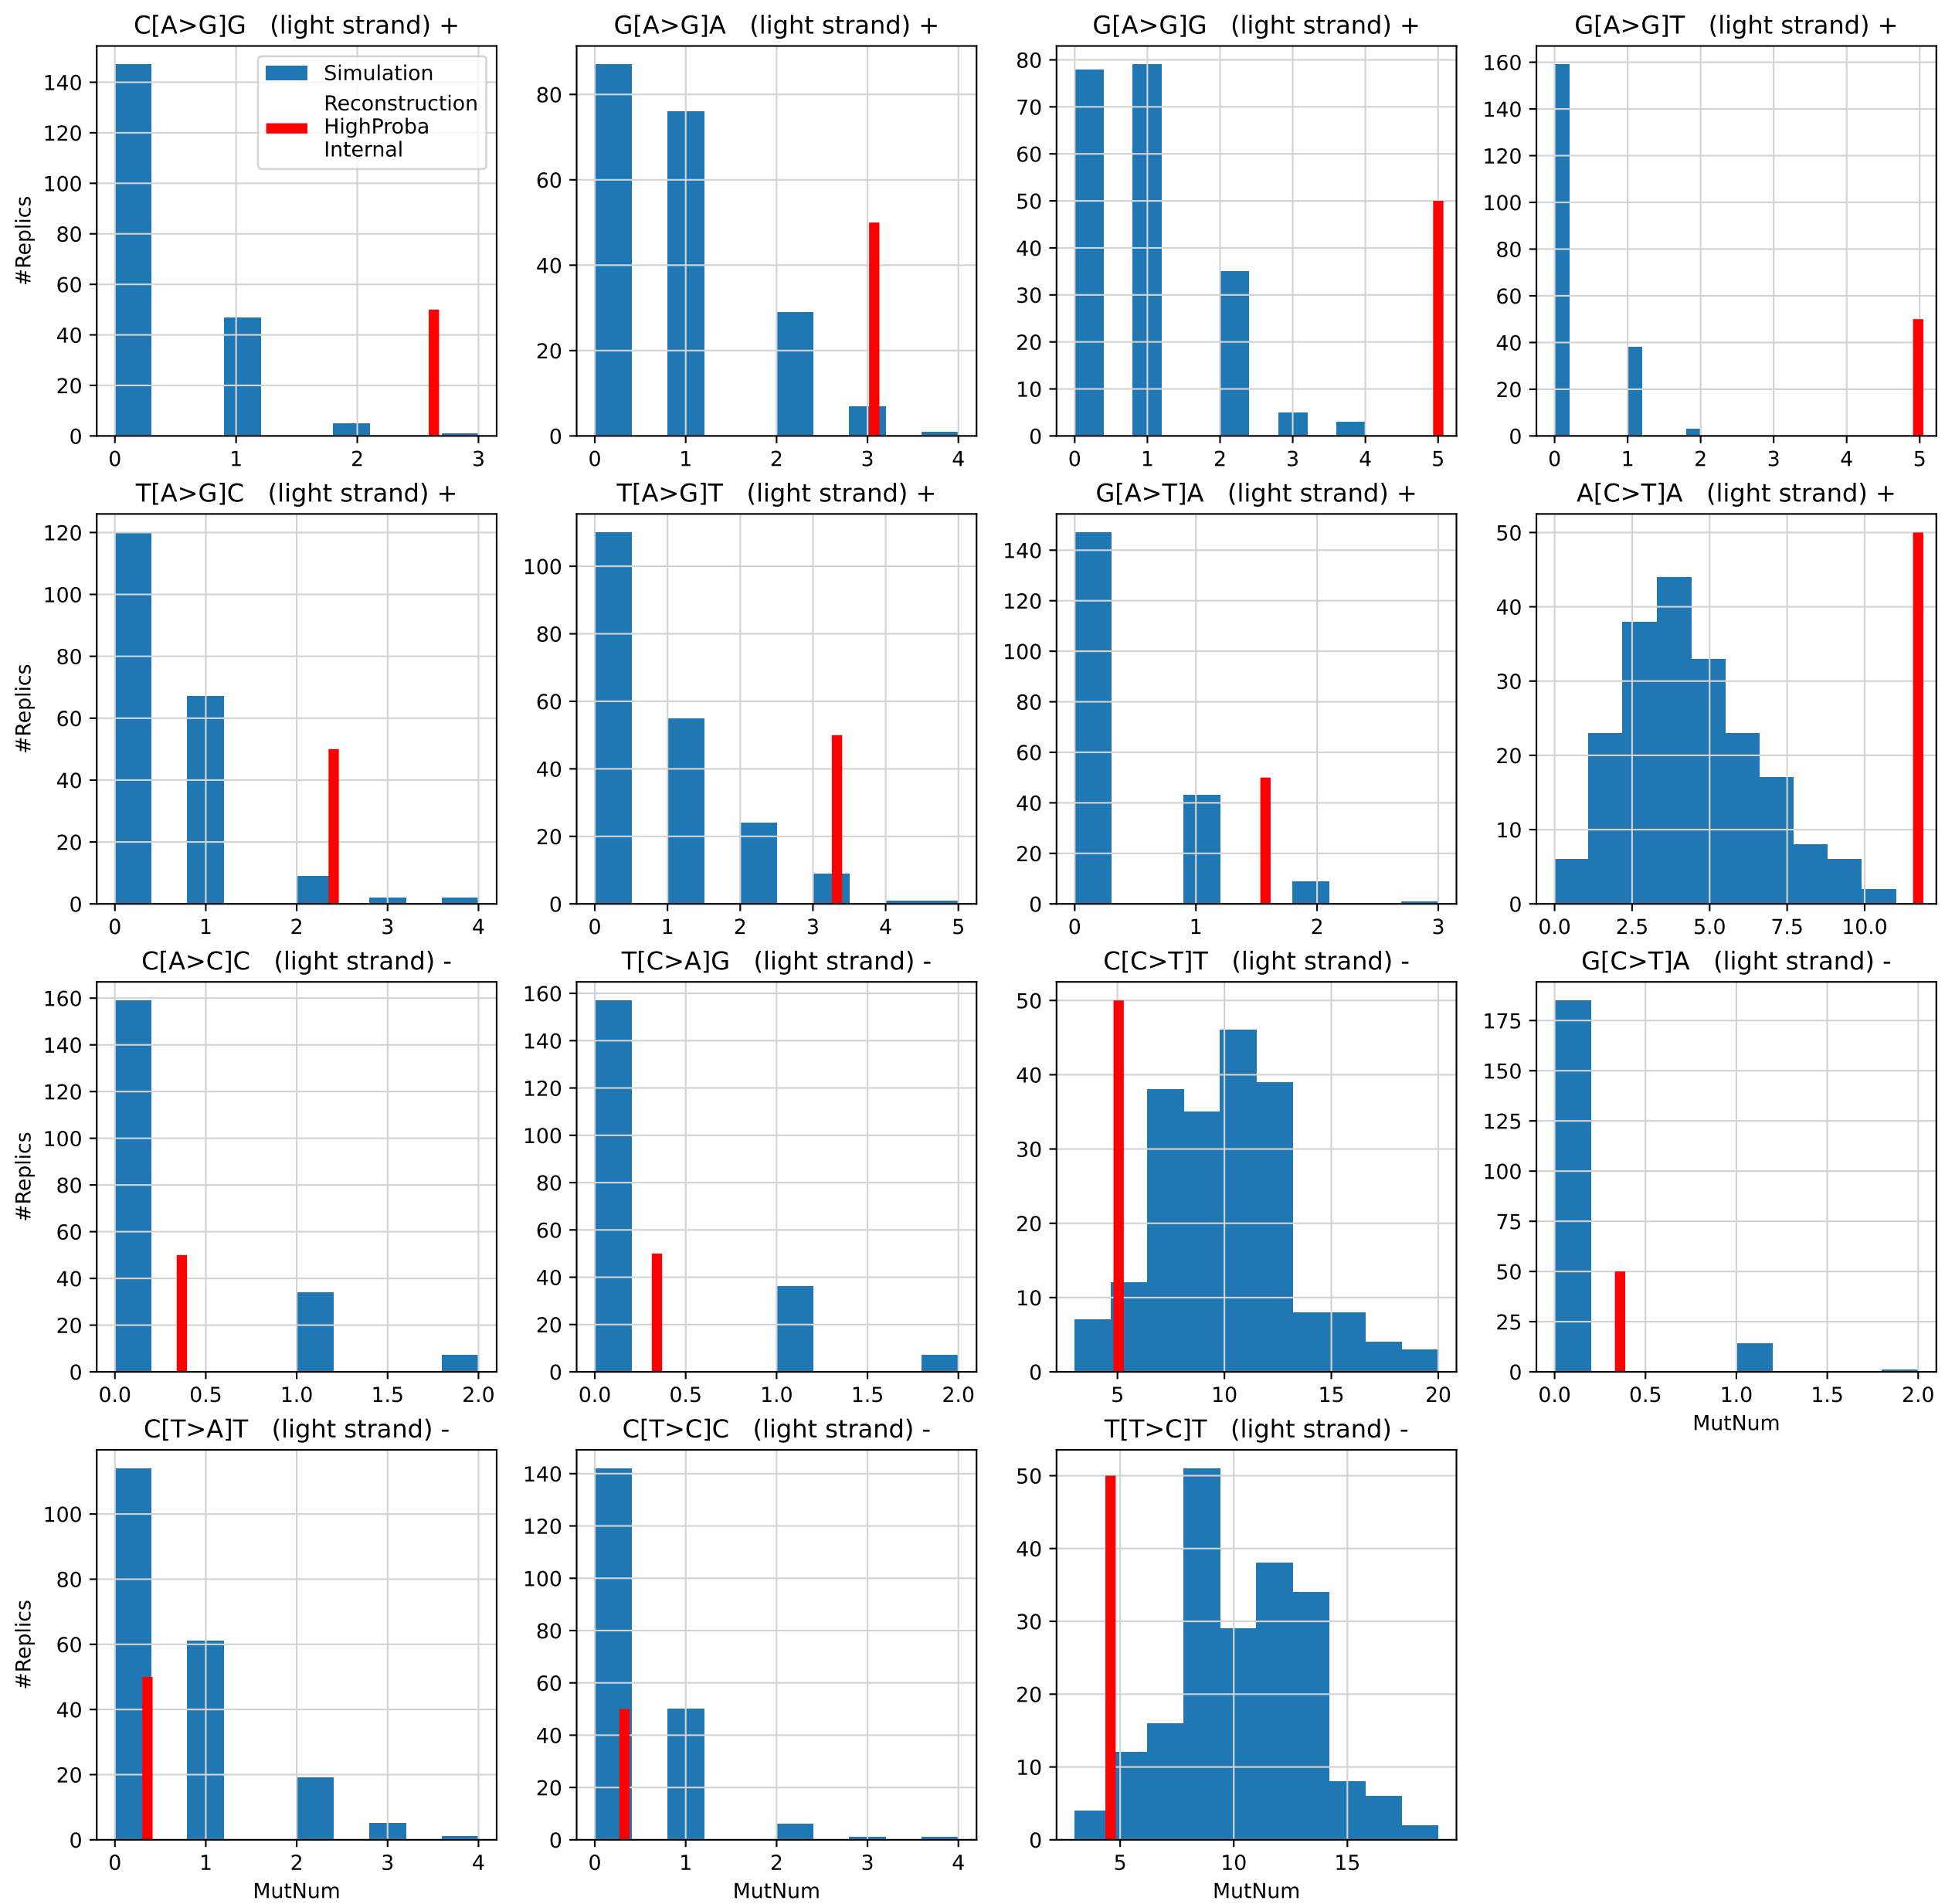 C[A>G]G (light strand) +
G[A>G]A (light strand) +
G[A>G]G (light strand) +
G[A>G]T (light strand) +
Simulation
Reconstruction
HighProba
Internal
#Replics
0 20 40 60 80 100 120 140
0 1 2 3
0 20 40 60 80
0 1 2 3 4
0 10 20 30 40 50 60 70 80
0 1 2 3 4 5
0 20 40 60 80 100 120 140 160
0 1 2 3 4 5
T[A>G]C (light strand) +
T[A>G]T (light strand) +
G[A>T]A (light strand) +
A[C>T]A (light strand) +
#Replics
0 20 40 60 80 100 120
0 1 2 3 4
0 20 40 60 80 100
0 1 2 3 4 5
0 20 40 60 80 100 120 140
0 1 2 3
0 10 20 30 40 50
0.0 2.5 5.0 7.5 10.0
C[A>C]C (light strand) -
T[C>A]G (light strand) -
C[C>T]T (light strand) -
G[C>T]A (light strand) -
#Replics
0 20 40 60 80 100 120 140 160
0.0 0.5 1.0 1.5 2.0
0 20 40 60 80 100 120 140 160
0.0 0.5 1.0 1.5 2.0
0 10 20 30 40 50
5 10 15 20
0 25 50 75 100 125 150 175
0.0 0.5 1.0 1.5 2.0
MutNum
C[T>A]T (light strand) -
C[T>C]C (light strand) -
T[T>C]T (light strand) -
#Replics
0 20 40 60 80 100
0 1 2 3 4
MutNum
0 20 40 60 80 100 120 140
0 1 2 3 4
MutNum
0 10 20 30 40 50
5 10 15
MutNum